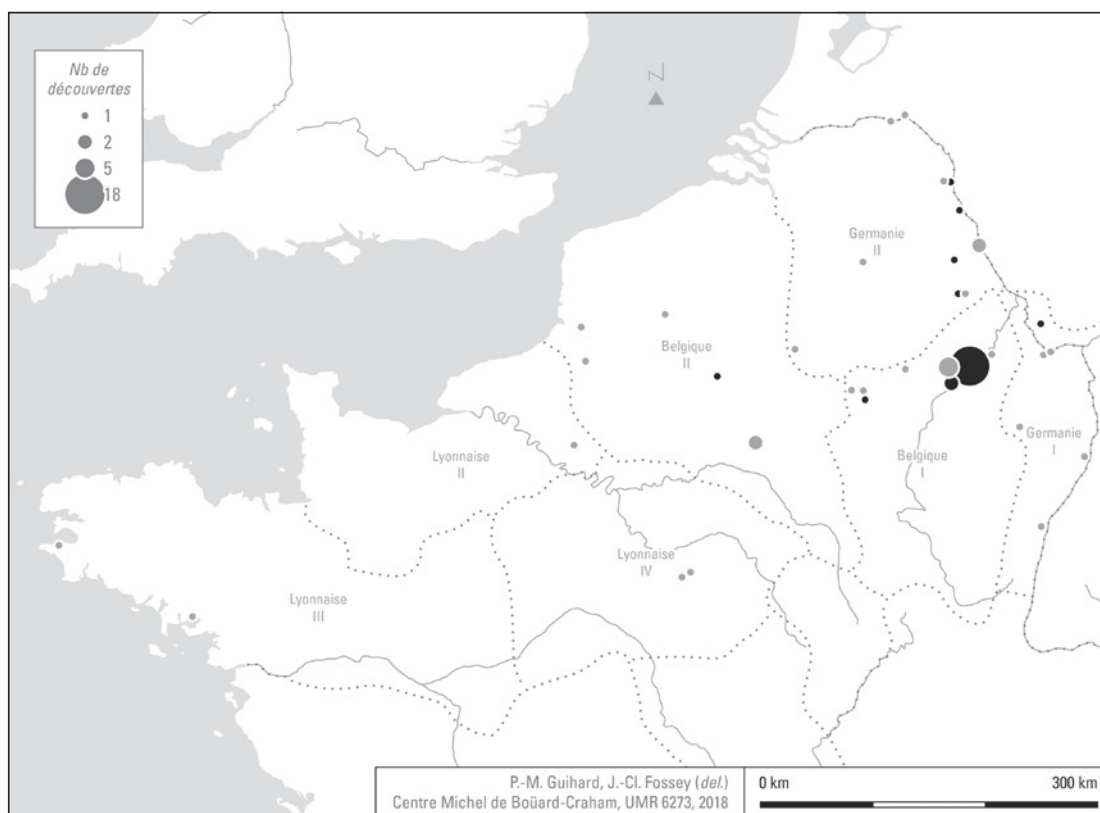 Nb de
découvertes
1
2
5
18
N
Germanie
II
Belgique
II
Lyonnaise
II
Belgique
I
Germanie
I
Lyonnaise
IV
Lyonnaise
III
P.-M. Guihard, J.-Cl. Fossey (del.)
Centre Michel de Boüard-Craham, UMR 6273, 2018
0 km 300 km